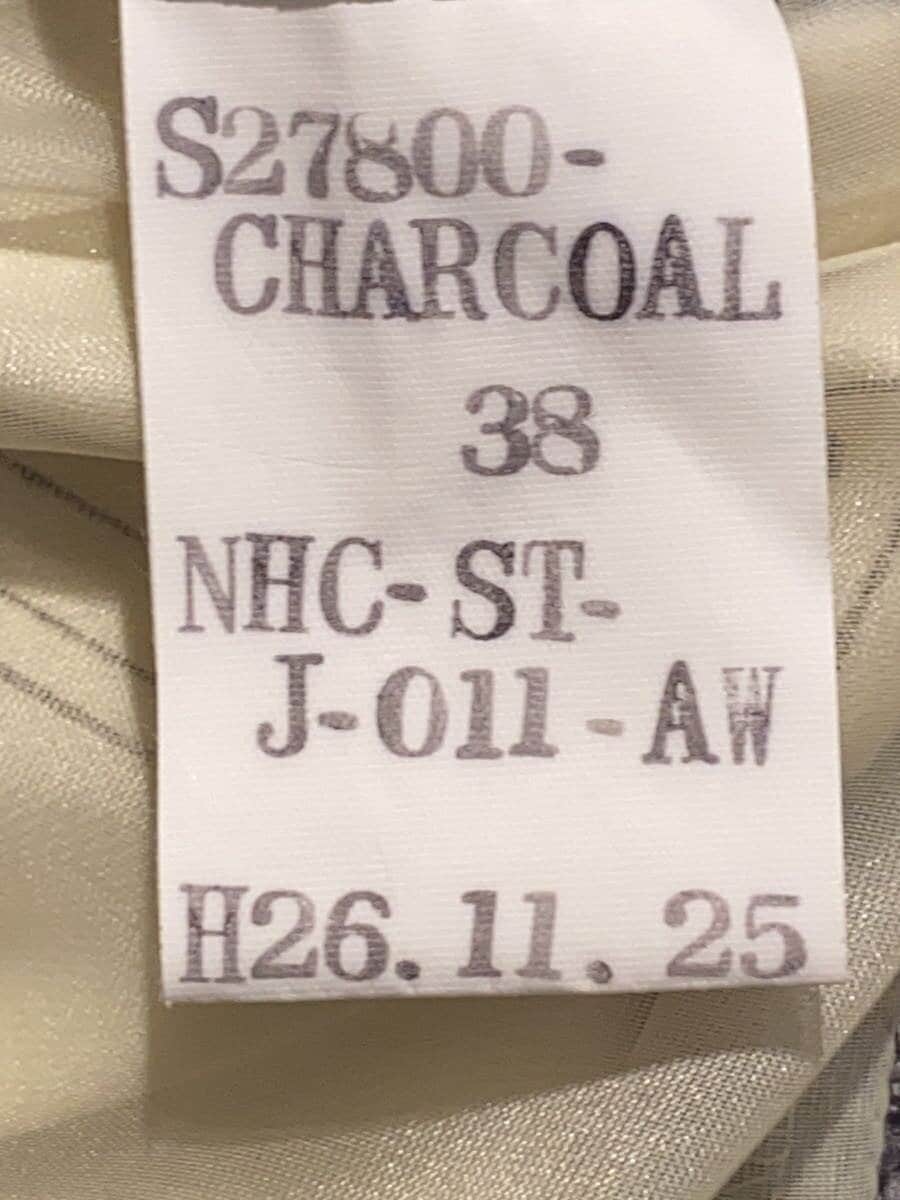 S27800-
CHARCOAL
38
NHC-ST-
J-011-AW
H26.11.25